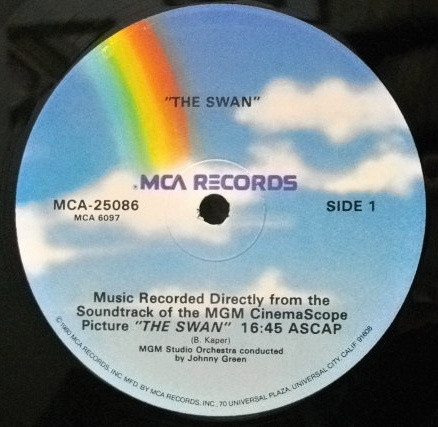 "THE SWAN"
MCA RECORDS
MCA-25086
MCA 6097
SIDE 1
Music Recorded Directly from the
Soundtrack of the MGM CinemaScope
Picture "THE SWAN" 16:45 ASCAP
(B. Kaper)
MGM Studio Orchestra conducted
by Johnny Green
©1980 MCA RECORDS, INC. MFD. BY MCA RECORDS, INC., 70 UNIVERSAL PLAZA, UNIVERSAL CITY, CALIF. 91608